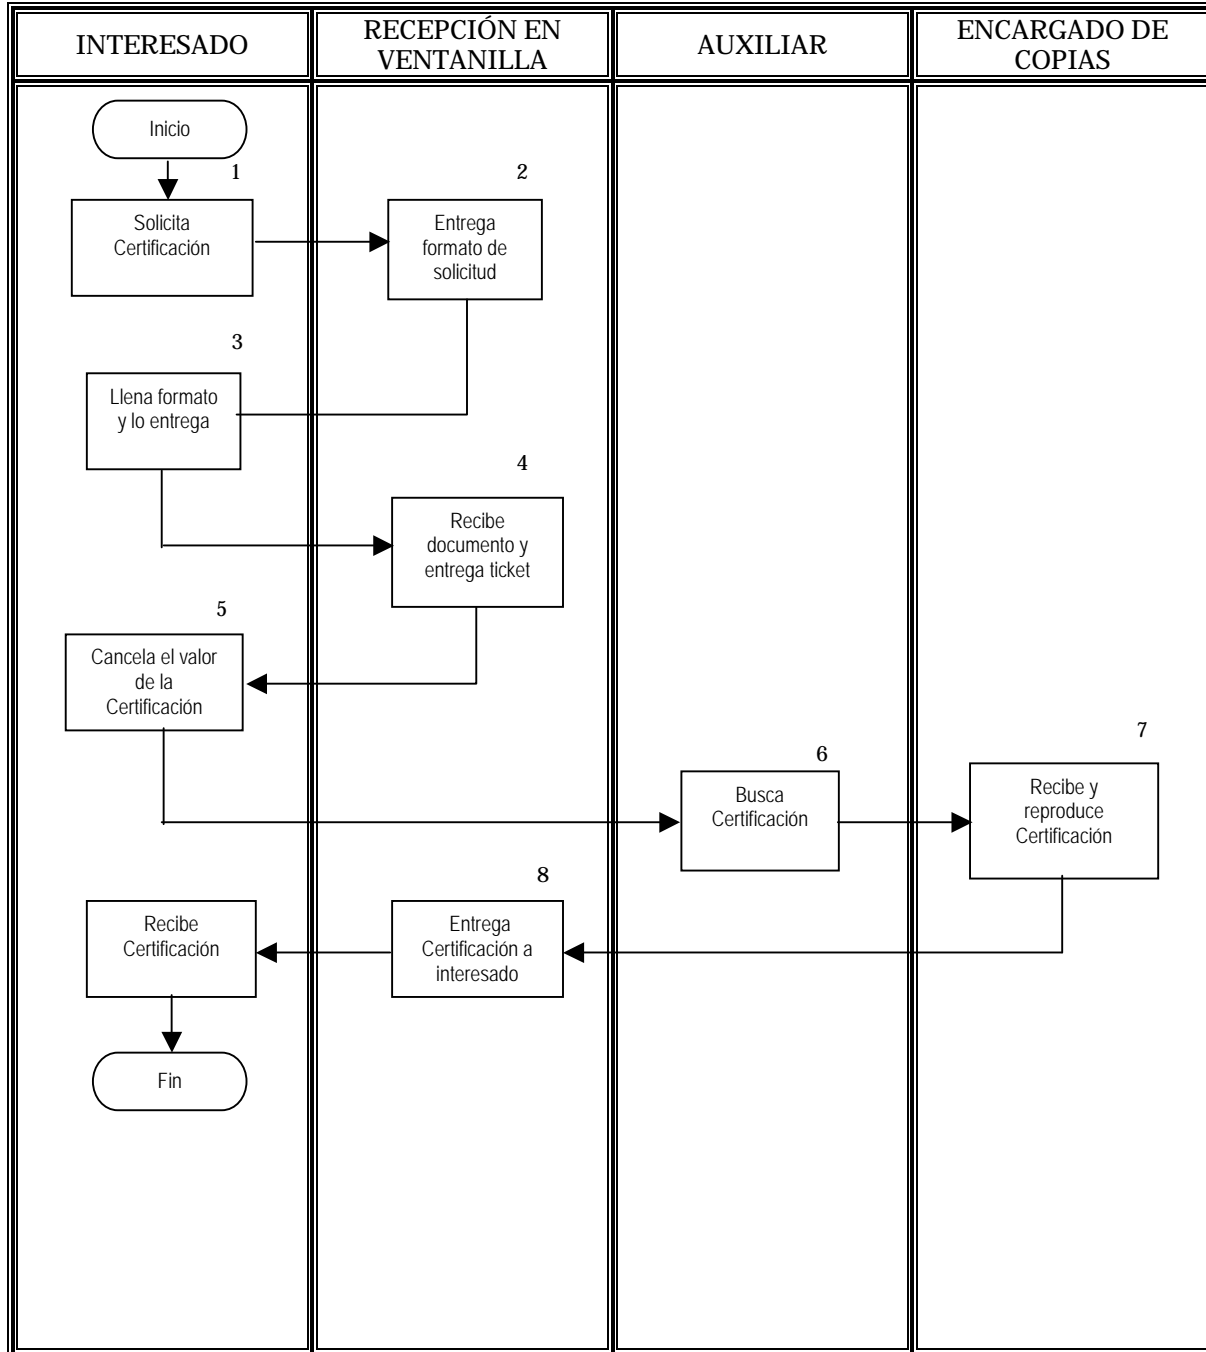 INTERESADO
RECEPCIÓN EN
VENTANILLA
AUXILIAR
ENCARGADO DE
COPIAS
Inicio
1
Solicita
Certificación
2
Entrega
formato de
solicitud
3
Llena formato
y lo entrega
4
Recibe
documento y
entrega ticket
5
Cancela el valor
de la
Certificación
6
Busca
Certificación
7
Recibe y
reproduce
Certificación
8
Entrega
Certificación a
interesado
Recibe
Certificación
Fin